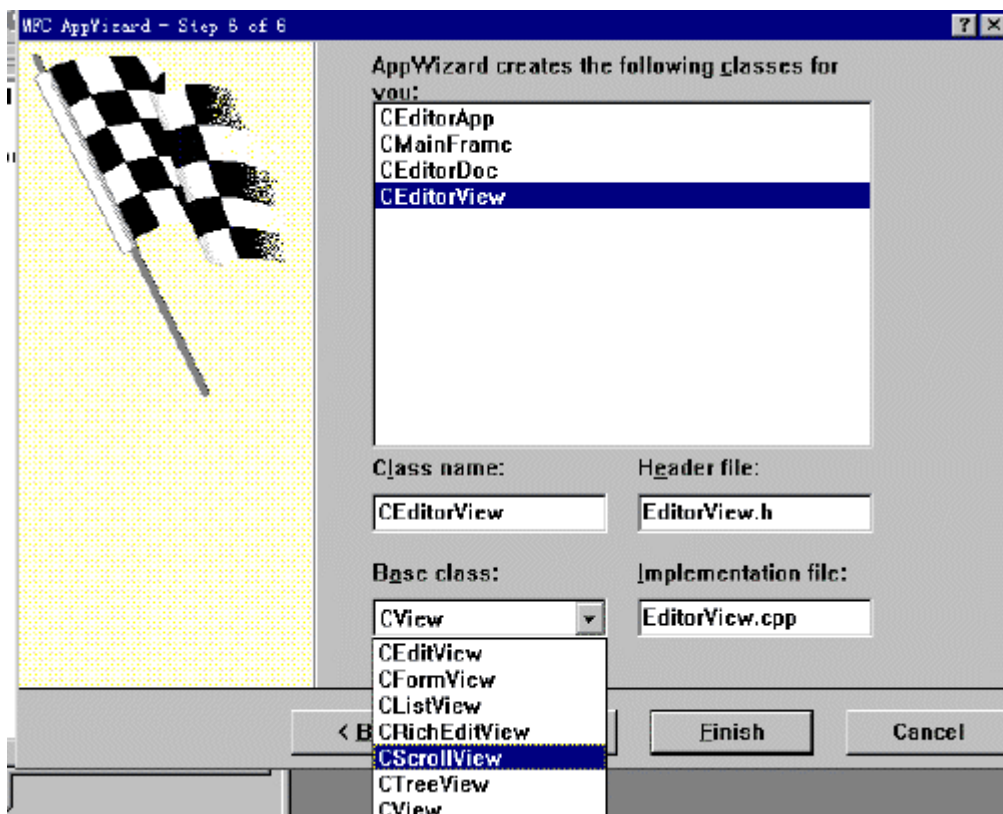 MFC AppWizard - Step 6 of 6
AppWizard creates the following classes for
you:
CEditorApp
CMainFrame
CEditorDoc
CEditorView
Class name:
Header file:
CEditorView
EditorView.h
Base class:
Implementation file:
CView
EditorView.cpp
CEditView
CFormView
CListView
CRichEditView
CScrollView
CTreeView
CView
< B
Finish
Cancel